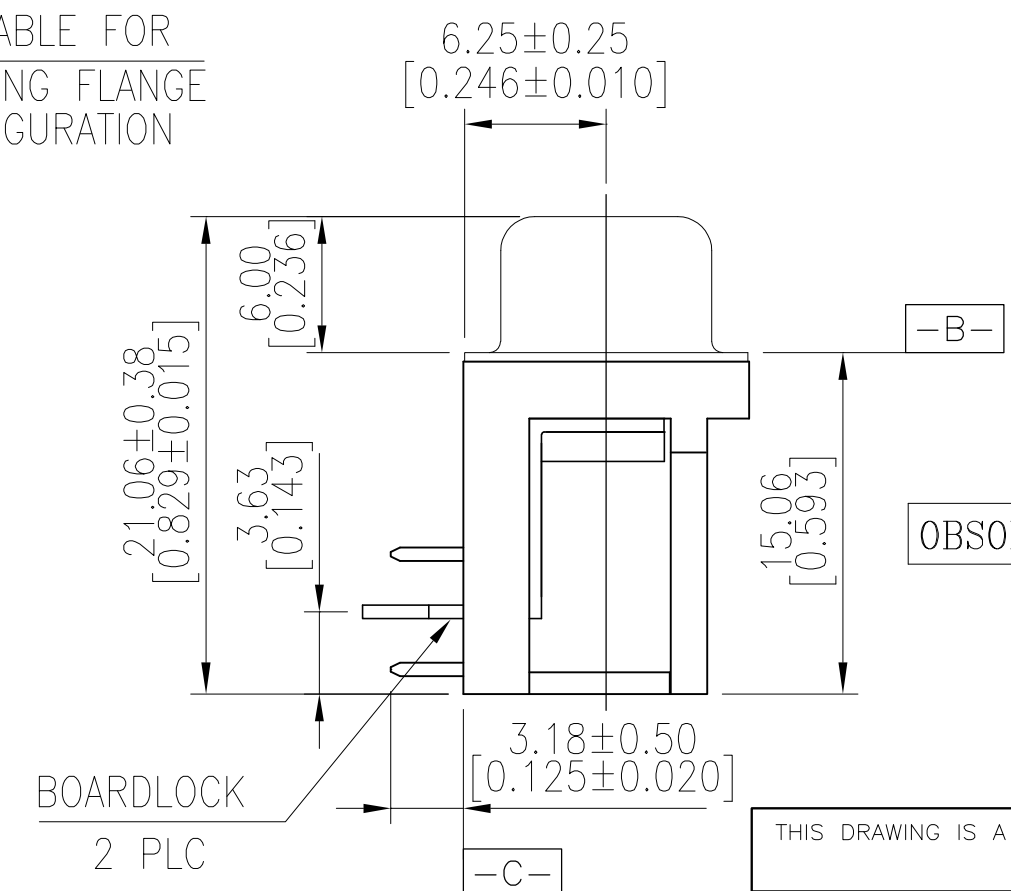 ABLE FOR
NG FLANGE
GURATION
6.25±0.25
[0.246±0.010]
6.00
[0.236]
21.06±0.38
[0.829±0.015]
3.63
[0.143]
-B-
15.06
[0.593]
OBSO
3.18±0.50
[0.125±0.020]
BOARDLOCK
2 PLC
-C-
THIS DRAWING IS A